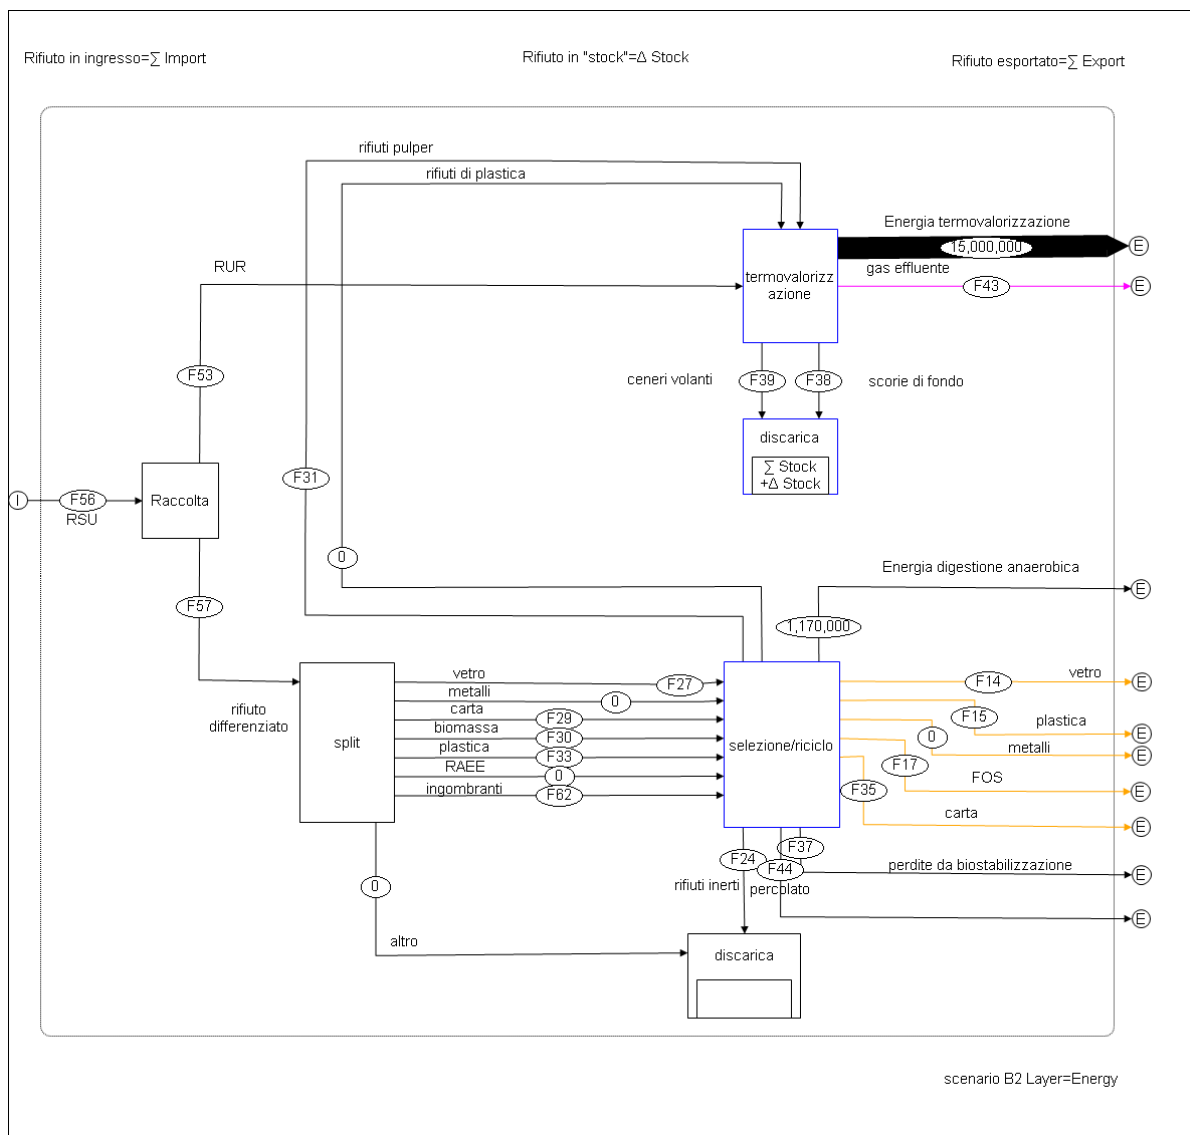 Rifiuto in ingresso=∑ Import
Rifiuto in "stock"=Δ Stock
Rifiuto esportato=∑ Export
rifiuti pulper
rifiuti di plastica
Energia termovalorizzazione
15,000,000
E
gas effluente
RUR
termovalorizz
azione
F43
E
F53
ceneri volanti
F39
F38
scorie di fondo
discarica
∑ Stock
+Δ Stock
F31
I
F56
RSU
Raccolta
0
Energia digestione anaerobica
E
F57
1,170,000
vetro
F27
metalli
0
carta
F29
biomassa
F30
plastica
F33
RAEE
0
ingombranti
F62
rifiuto
differenziato
split
selezione/riciclo
F14
vetro
E
F15
plastica
E
0
metalli
E
F17
FOS
E
F35
carta
E
F37
F24
F44
perdite da biostabilizzazione
E
rifiuti inerti
percolato
0
E
altro
discarica
scenario B2 Layer=Energy